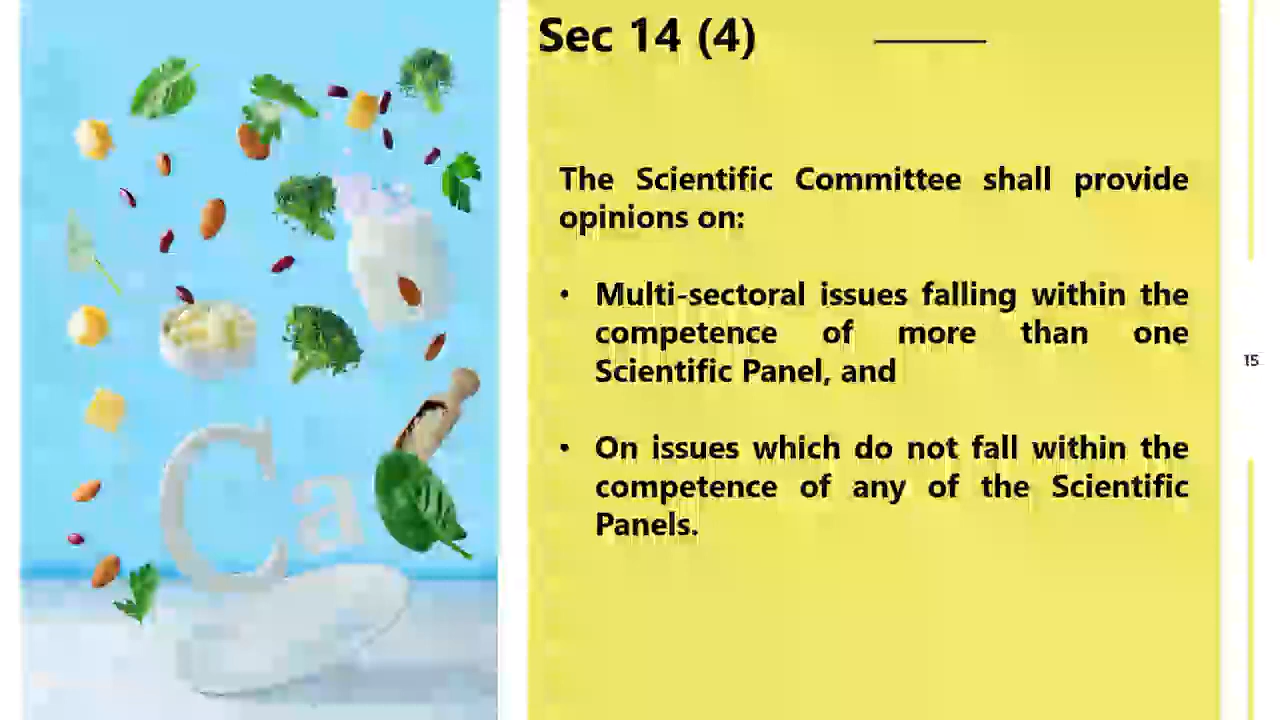 Sec 14 (4)
The Scientific Committee shall provide
opinions on:
• Multi-sectoral issues falling within the
competence of more than one
Scientific Panel, and
• On issues which do not fall within the
competence of any of the Scientific
Panels.
15
Ca